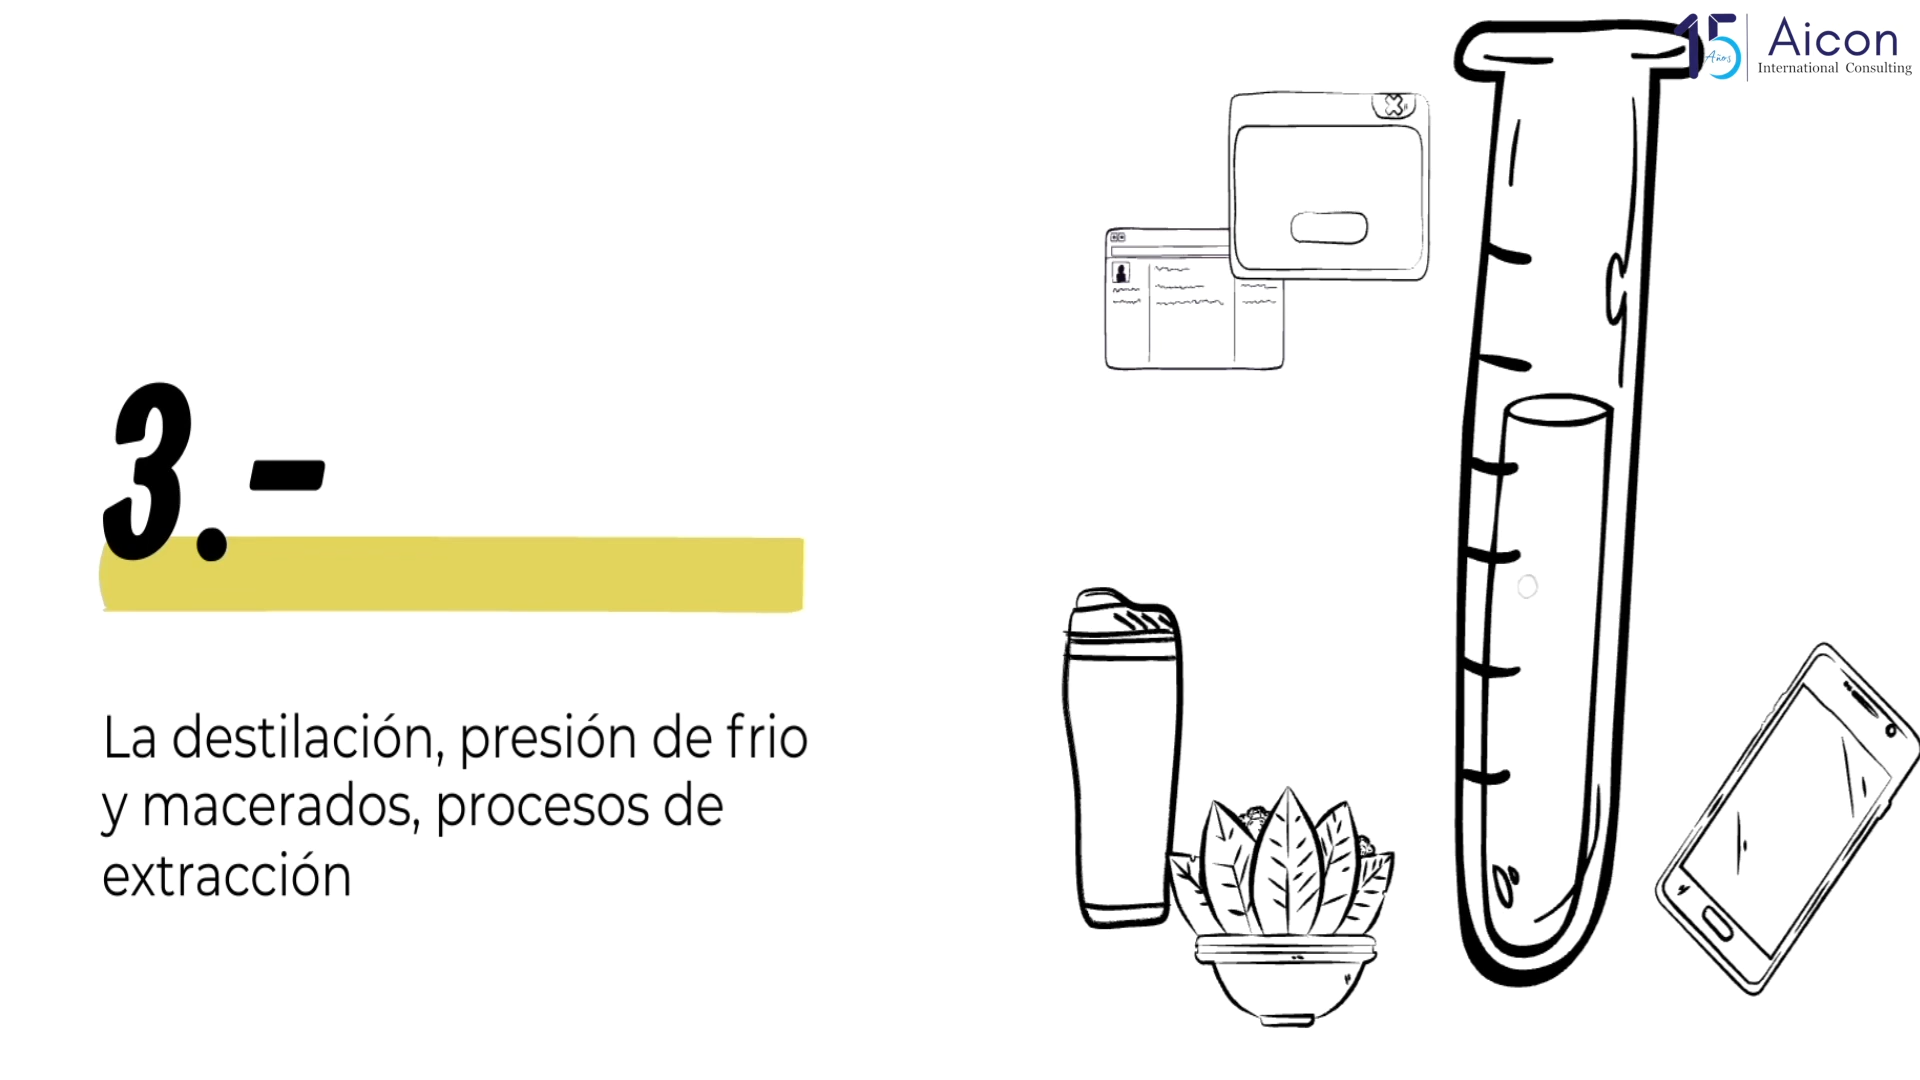 15 Años
Aicon
International Consulting
3.-
La destilación, presión de frio
y macerados, procesos de
extracción